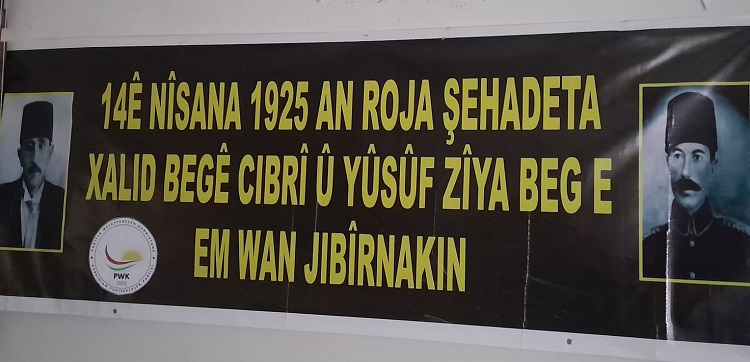 14Ê NÎSANA 1925 AN ROJA ŞEHADETA
XALID BEGÊ CIBRÎ Û YÛSÛF ZÎYA BEG E
EM WAN JIBÎRNAKIN
PWK